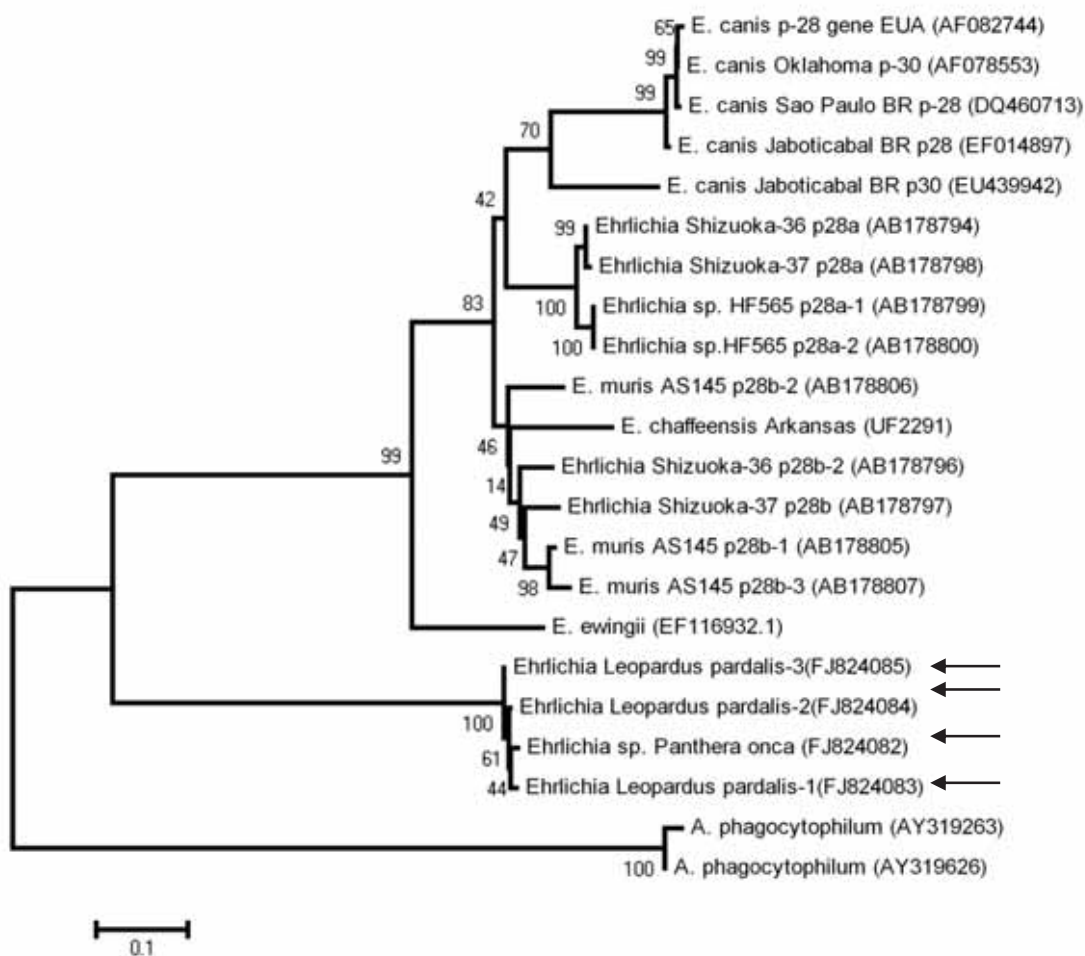 65 E. canis p-28 gene EUA (AF082744)
99 E. canis Oklahoma p-30 (AF078553)
99 E. canis Sao Paulo BR p-28 (DQ460713)
70 E. canis Jaboticabal BR p28 (EF014897)
E. canis Jaboticabal BR p30 (EU439942)
42
99 Ehrlichia Shizuoka-36 p28a (AB178794)
Ehrlichia Shizuoka-37 p28a (AB178798)
83 100 Ehrlichia sp. HF565 p28a-1 (AB178799)
100 Ehrlichia sp.HF565 p28a-2 (AB178800)
E. muris AS145 p28b-2 (AB178806)
E. chaffeensis Arkansas (UF2291)
99 46
Ehrlichia Shizuoka-36 p28b-2 (AB178796)
14
Ehrlichia Shizuoka-37 p28b (AB178797)
49
E. muris AS145 p28b-1 (AB178805)
47
98 E. muris AS145 p28b-3 (AB178807)
E. ewingii (EF116932.1)
Ehrlichia Leopardus pardalis-3(FJ824085)
Ehrlichia Leopardus pardalis-2(FJ824084)
100
Ehrlichia sp. Panthera onca (FJ824082)
61
44 Ehrlichia Leopardus pardalis-1(FJ824083)
A. phagocytophilum (AY319263)
100 A. phagocytophilum (AY319626)
0.1